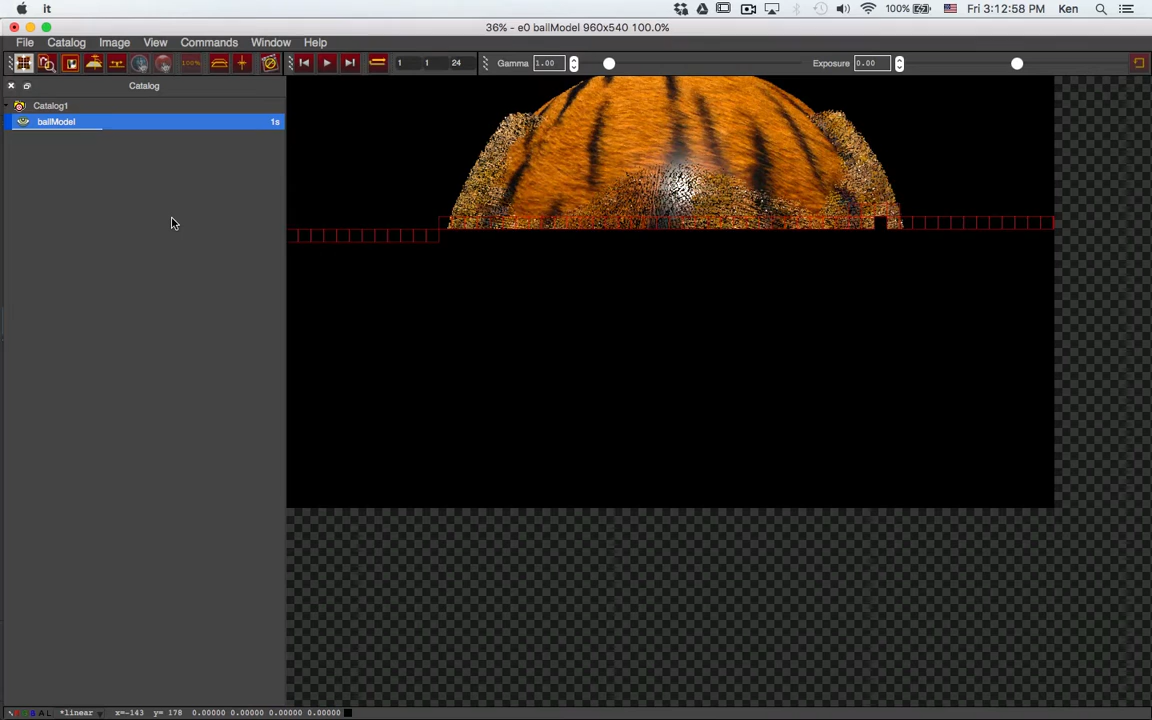 it 100% Fri 3:12:58 PM Ken
36% - e0 ballModel 960x540 100.0%
File Catalog Image View Commands Window Help
100% 1 1 24 Gamma 1.00 Exposure 0.00
Catalog
Catalog1
ballModel 1s
A L *linear x=-143 y= 178 0.00000 0.00000 0.00000 0.00000